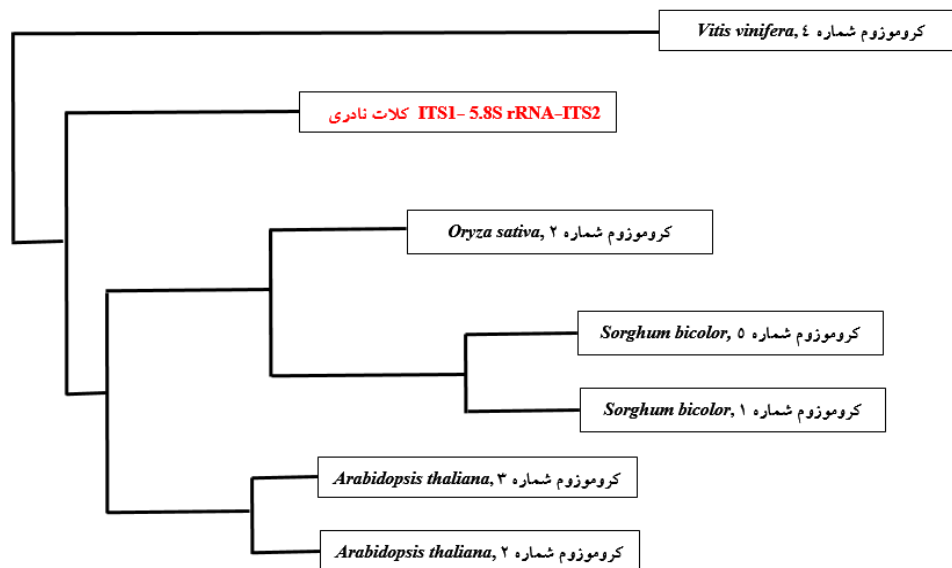 Vitis vinifera, کروموزوم شماره ٤
ITS1– 5.8S rRNA–ITS2 کلات نادری
Oryza sativa, کروموزوم شماره ۲
Sorghum bicolor, کروموزوم شماره ٥
Sorghum bicolor, کروموزوم شماره ۱
Arabidopsis thaliana, کروموزوم شماره ۳
Arabidopsis thaliana, کروموزوم شماره ۲